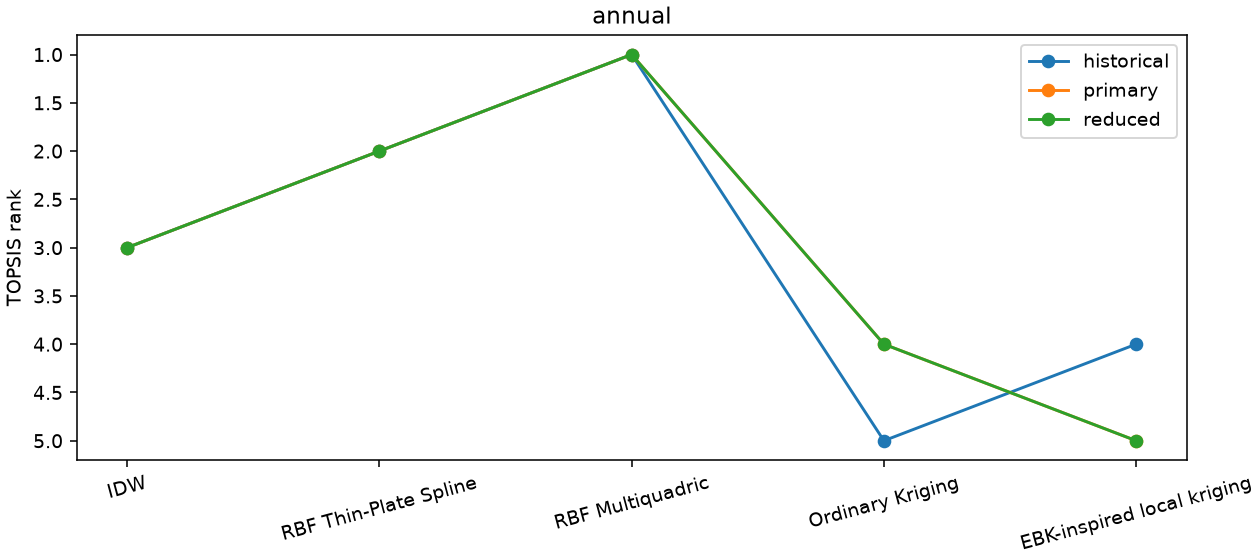 annual
TOPSIS rank
1.0
1.5
2.0
2.5
3.0
3.5
4.0
4.5
5.0
historical
primary
reduced
IDW
RBF Thin-Plate Spline
RBF Multiquadric
Ordinary Kriging
EBK-inspired local kriging